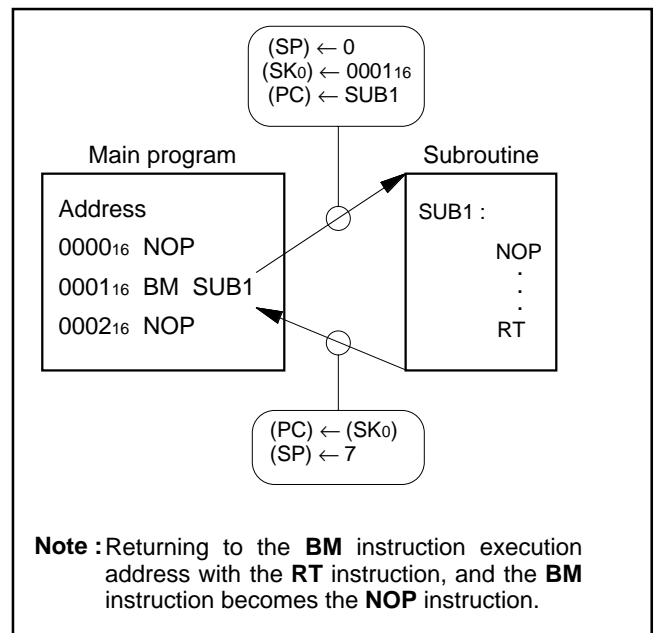 (SP) ← 0
(SK₀) ← 0001₁₆
(PC) ← SUB1
Main program
Subroutine
Address
0000₁₆ NOP
0001₁₆ BM SUB1
0002₁₆ NOP
SUB1 :
NOP
.
.
.
RT
(PC) ← (SK₀)
(SP) ← 7
Note : Returning to the BM instruction execution
address with the RT instruction, and the BM
instruction becomes the NOP instruction.